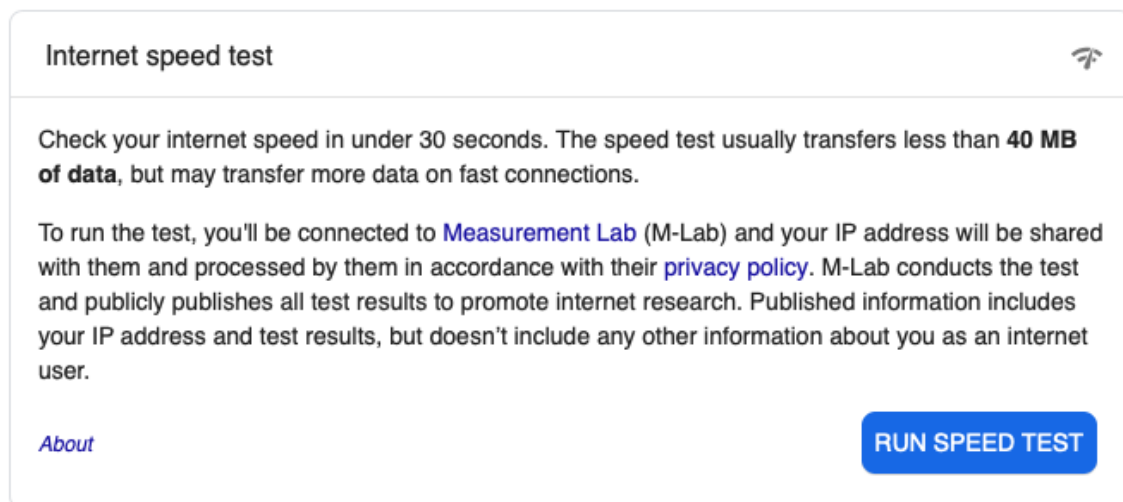 Internet speed test
Check your internet speed in under 30 seconds. The speed test usually transfers less than 40 MB
of data, but may transfer more data on fast connections.
To run the test, you'll be connected to Measurement Lab (M-Lab) and your IP address will be shared
with them and processed by them in accordance with their privacy policy. M-Lab conducts the test
and publicly publishes all test results to promote internet research. Published information includes
your IP address and test results, but doesn’t include any other information about you as an internet
user.
About
RUN SPEED TEST